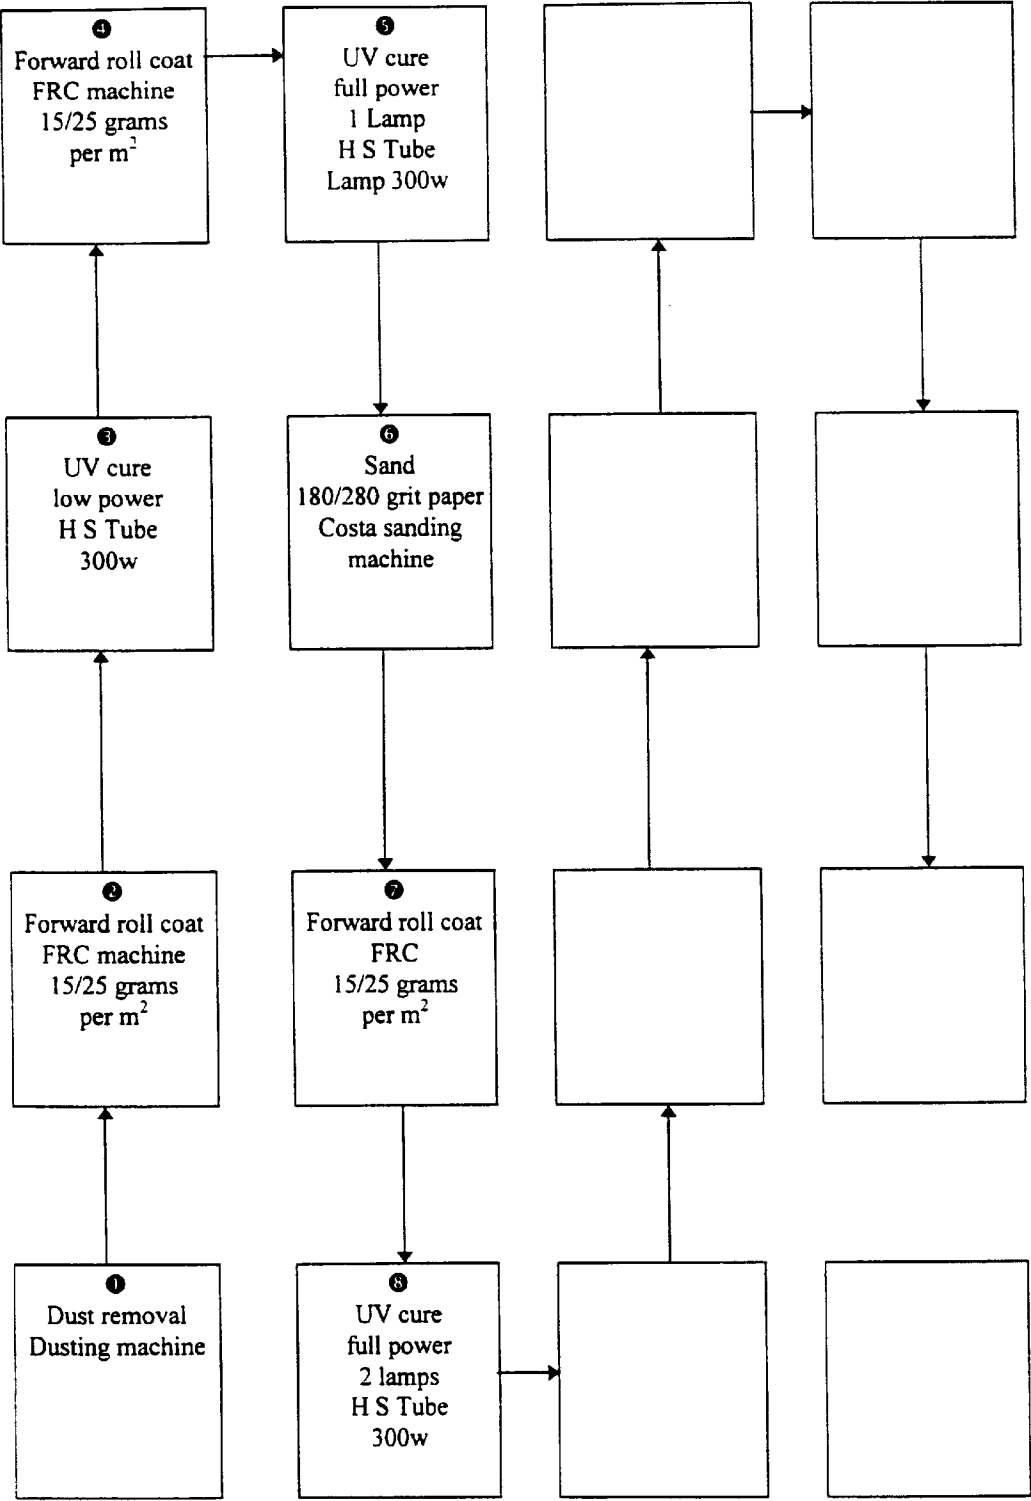 ❶
Dust removal
Dusting machine
❷
Forward roll coat
FRC machine
15/25 grams
per m²
❸
UV cure
low power
H S Tube
300w
❹
Forward roll coat
FRC machine
15/25 grams
per m²
❺
UV cure
full power
1 Lamp
H S Tube
Lamp 300w
❻
Sand
180/280 grit paper
Costa sanding
machine
❼
Forward roll coat
FRC
15/25 grams
per m²
❽
UV cure
full power
2 lamps
H S Tube
300w